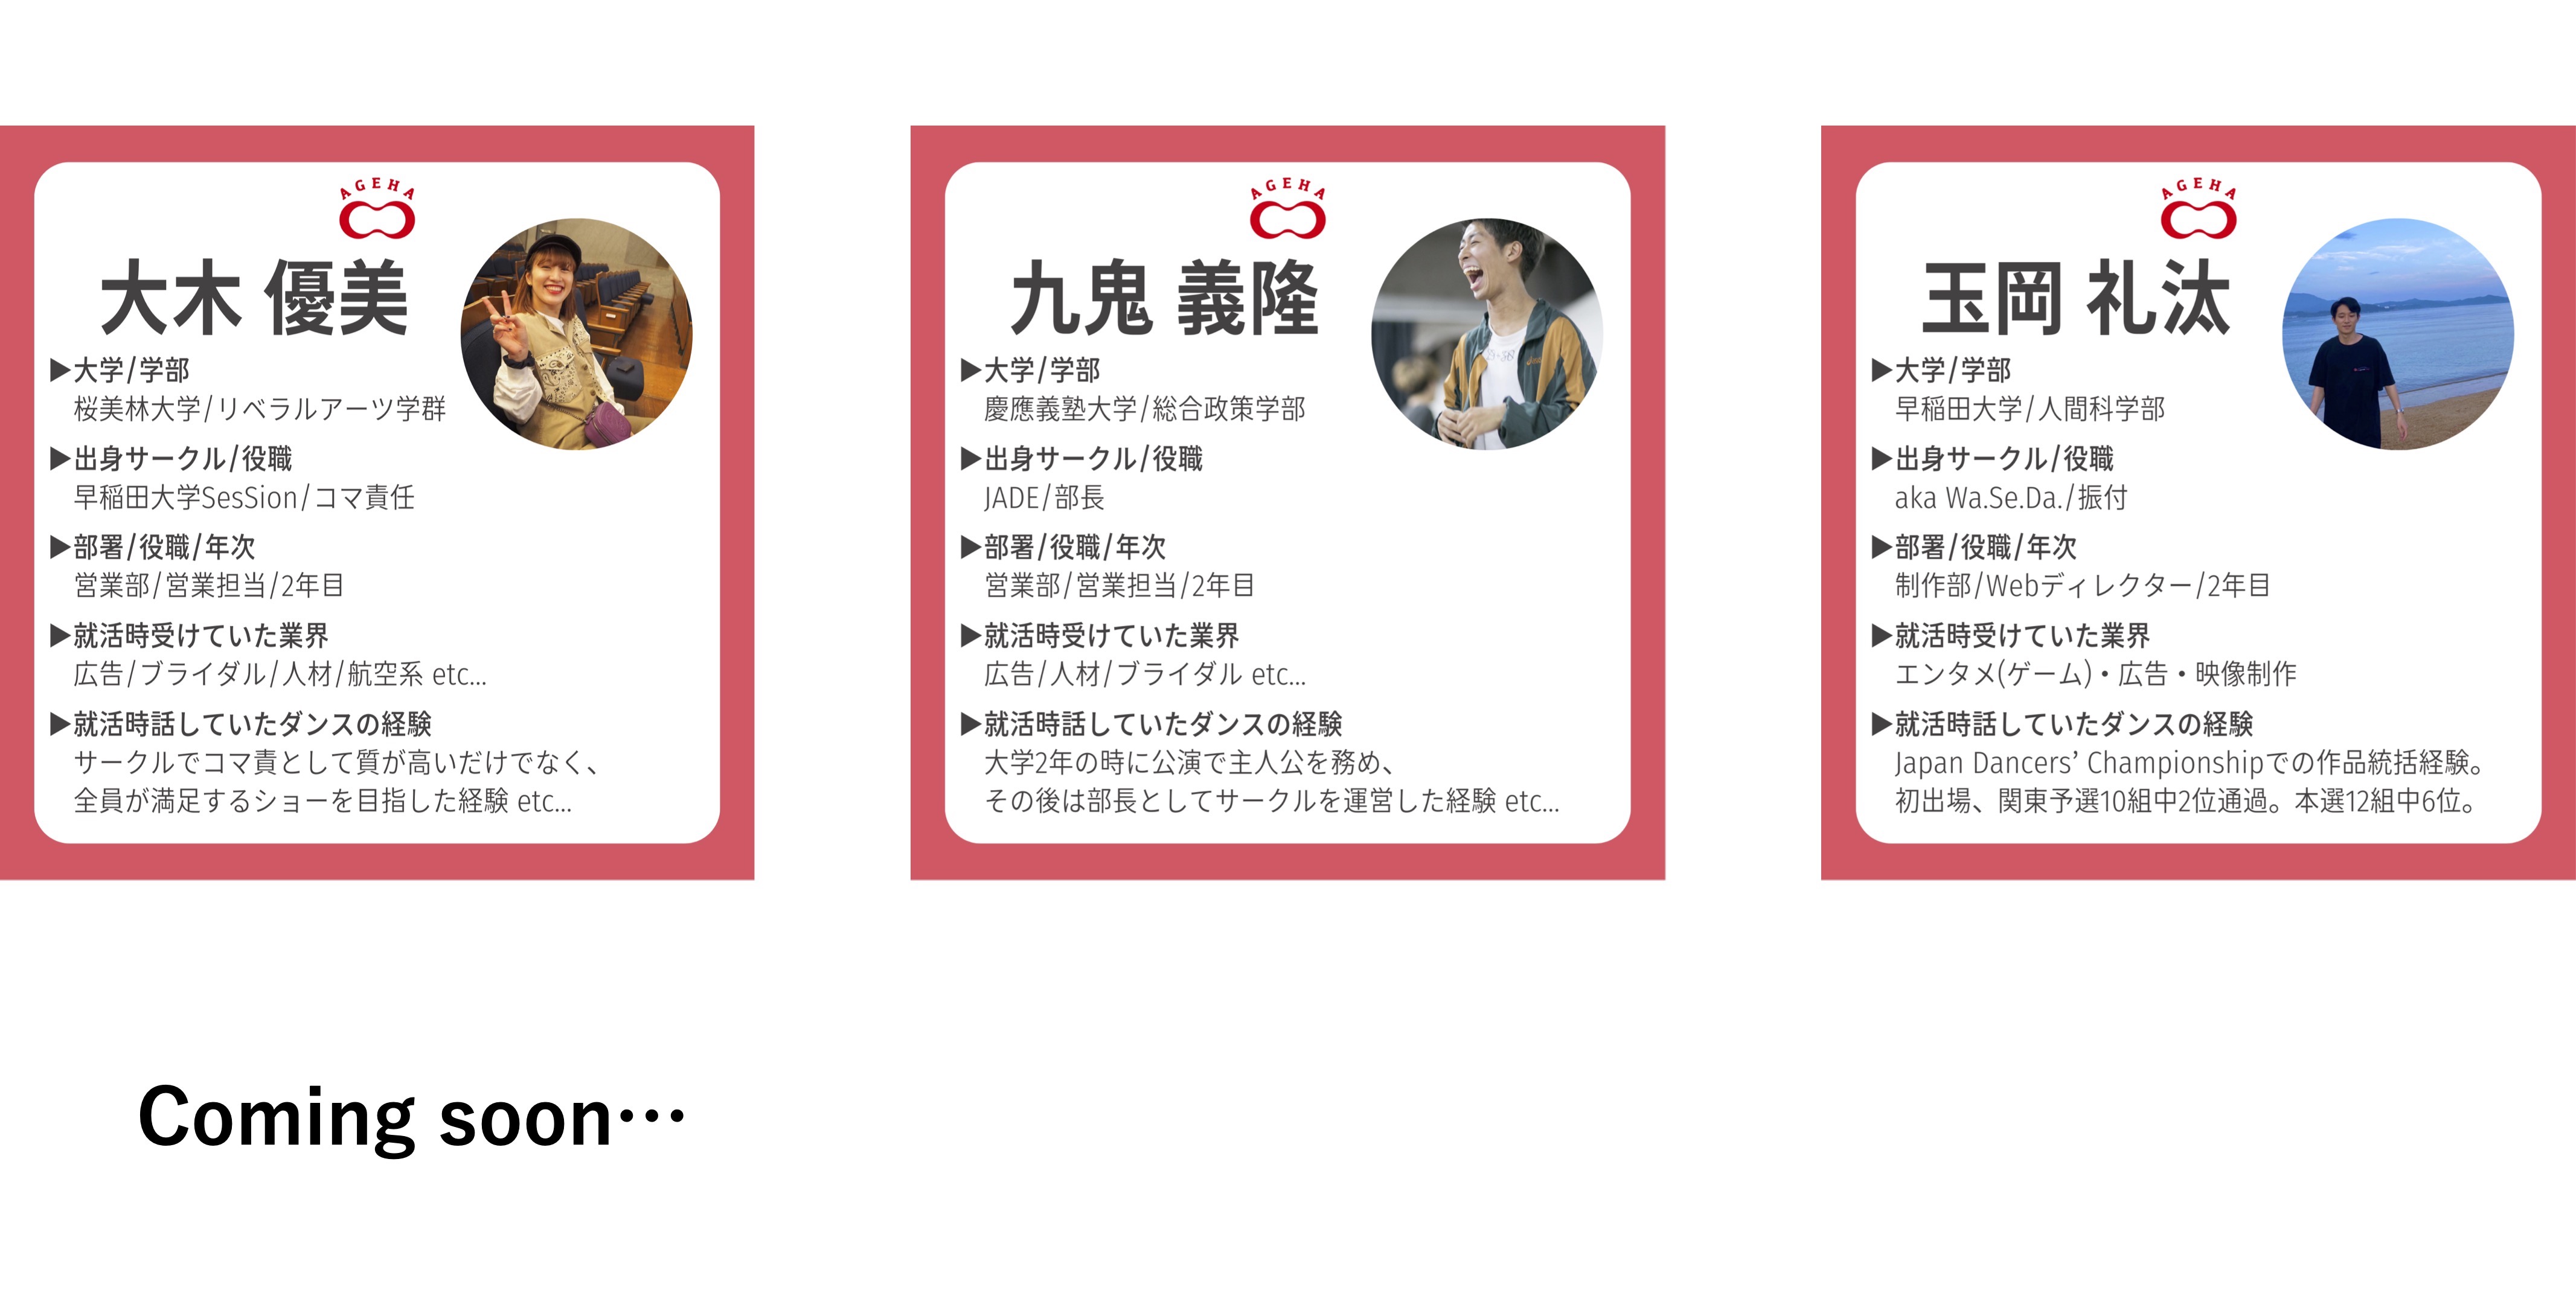 AGEHA
大木 優美
▶大学/学部
桜美林大学/リベラルアーツ学群
▶出身サークル/役職
早稲田大学SesSion/コマ責任
▶部署/役職/年次
営業部/営業担当/2年目
▶就活時受けていた業界
広告/ブライダル/人材/航空系 etc...
▶就活時話していたダンスの経験
サークルでコマ責として質が高いだけでなく、
全員が満足するショーを目指した経験 etc...
AGEHA
九鬼 義隆
▶大学/学部
慶應義塾大学/総合政策学部
▶出身サークル/役職
JADE/部長
▶部署/役職/年次
営業部/営業担当/2年目
▶就活時受けていた業界
広告/人材/ブライダル etc...
▶就活時話していたダンスの経験
大学2年の時に公演で主人公を務め、
その後は部長としてサークルを運営した経験 etc...
AGEHA
玉岡 礼汰
▶大学/学部
早稲田大学/人間科学部
▶出身サークル/役職
aka Wa.Se.Da./振付
▶部署/役職/年次
制作部/Webディレクター/2年目
▶就活時受けていた業界
エンタメ(ゲーム)・広告・映像制作
▶就活時話していたダンスの経験
Japan Dancers’ Championshipでの作品統括経験。
初出場、関東予選10組中2位通過。本選12組中6位。
Coming soon…